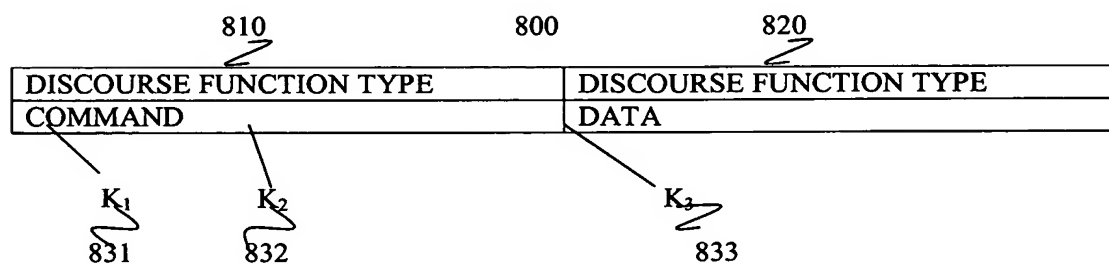 810 800 820
DISCOURSE FUNCTION TYPE DISCOURSE FUNCTION TYPE
COMMAND DATA
K₁ K₂ K₃
831 832 833